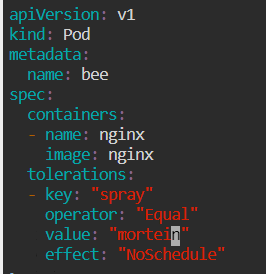 apiVersion: v1
kind: Pod
metadata:
  name: bee
spec:
  containers:
  - name: nginx
    image: nginx
  tolerations:
  - key: "spray"
    operator: "Equal"
    value: "mortein"
    effect: "NoSchedule"